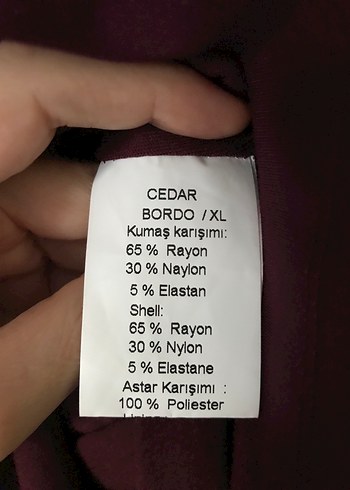 CEDAR
BORDO / XL
Kumaş karışımı:
65 % Rayon
30 % Naylon
5 % Elastan
Shell:
65 % Rayon
30 % Nylon
5 % Elastane
Astar Karışımı :
100 % Poliester